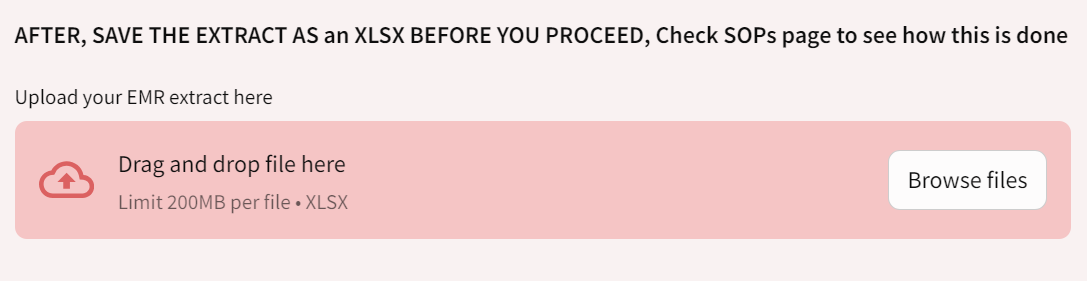 AFTER, SAVE THE EXTRACT AS an XLSX BEFORE YOU PROCEED, Check SOPs page to see how this is done
Upload your EMR extract here
Drag and drop file here
Limit 200MB per file • XLSX
Browse files